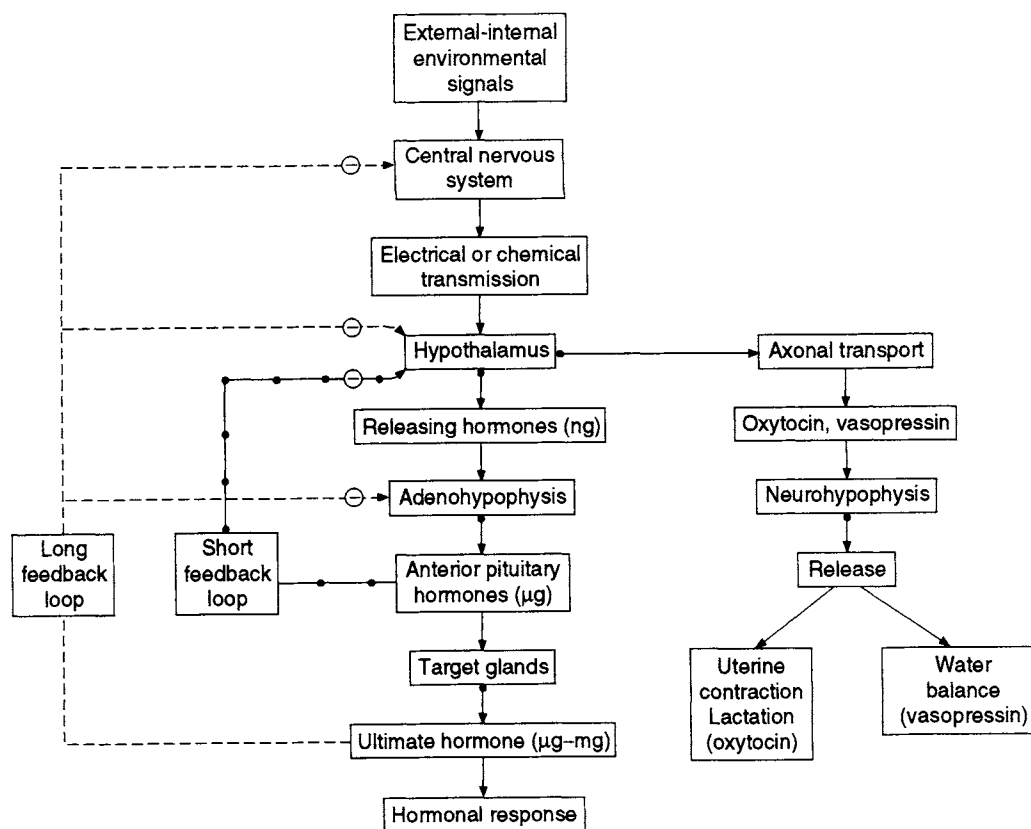 External-internal
environmental
signals
Central nervous
system
Electrical or chemical
transmission
Hypothalamus
Axonal transport
Releasing hormones (ng)
Oxytocin, vasopressin
Adenohypophysis
Neurohypophysis
Long
feedback
loop
Short
feedback
loop
Anterior pituitary
hormones (μg)
Release
Target glands
Uterine
contraction
Lactation
(oxytocin)
Water
balance
(vasopressin)
Ultimate hormone (μg–mg)
Hormonal response